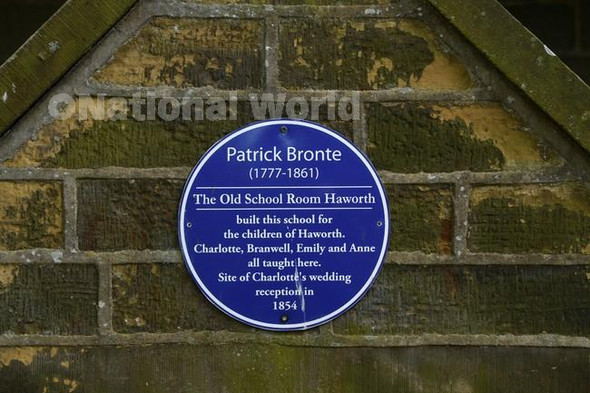 ©National World
Patrick Bronte
(1777-1861)
The Old School Room Haworth
built this school for
the children of Haworth.
Charlotte, Branwell, Emily and Anne
all taught here.
Site of Charlotte's wedding
reception in
1854